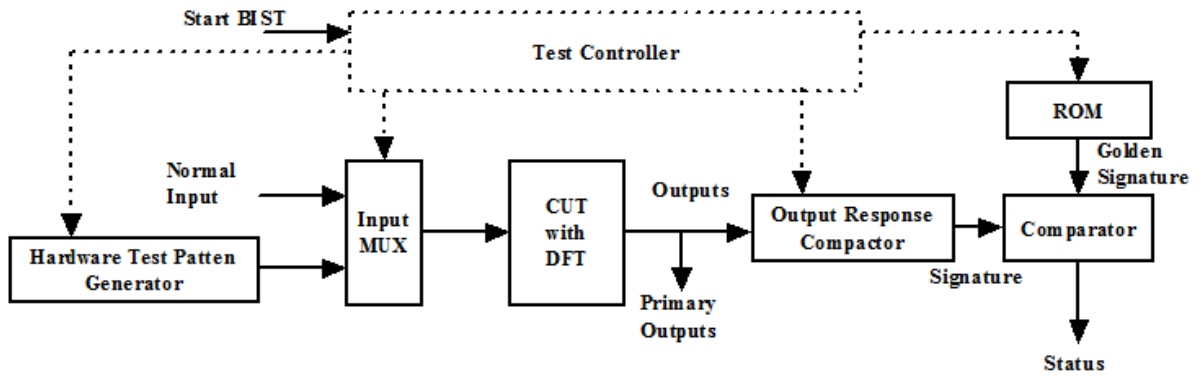 Start BIST
Test Controller
ROM
Golden
Signature
Normal
Input
Input
MUX
CUT
with
DFT
Outputs
Output Response
Compactor
Comparator
Hardware Test Patten
Generator
Signature
Primary
Outputs
Status